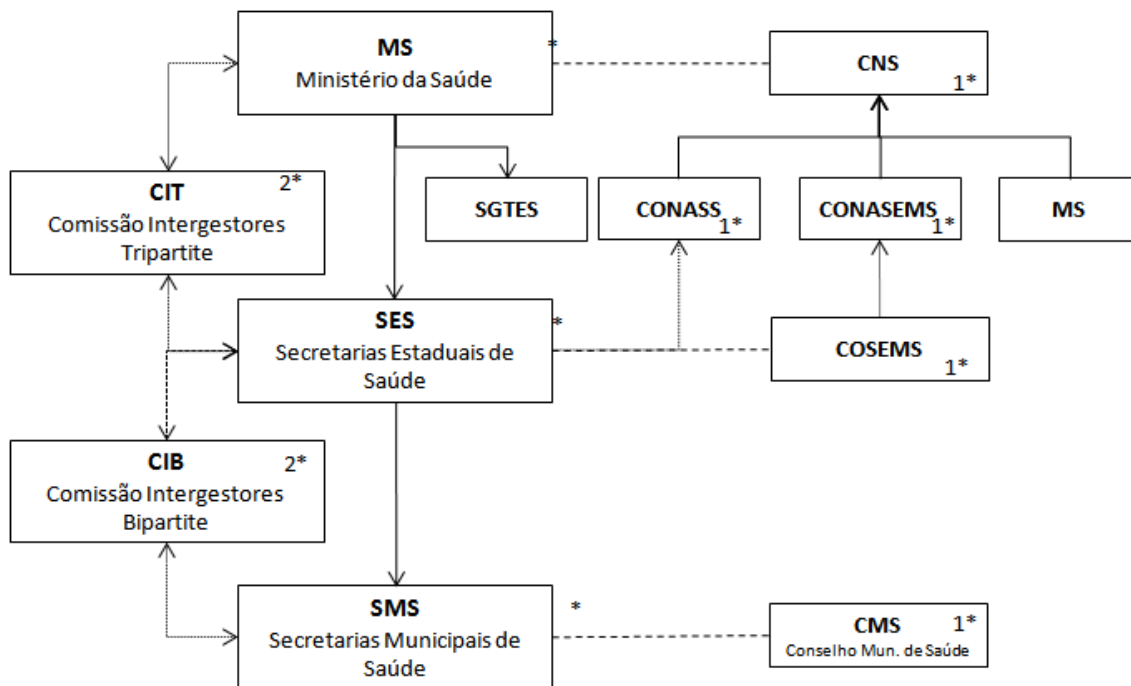 MS
Ministério da Saúde
*
CNS
1*
CIT
2*
Comissão Intergestores
Tripartite
SGTES
CONASS
1*
CONASEMS
1*
MS
SES
*
Secretarias Estaduais de
Saúde
COSEMS
1*
CIB
2*
Comissão Intergestores
Bipartite
SMS
*
Secretarias Municipais de
Saúde
CMS
1*
Conselho Mun. de Saúde